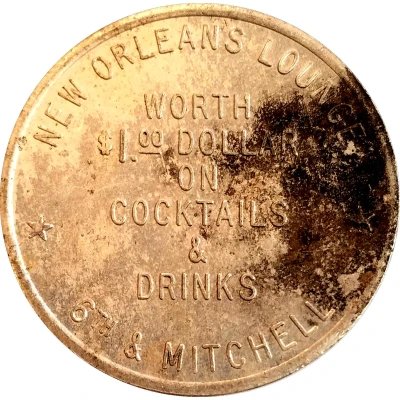 NEW ORLEANS LOUNGE
WORTH
$1.00 DOLLAR
ON
COCKTAILS
&
DRINKS
6TH & MITCHELL